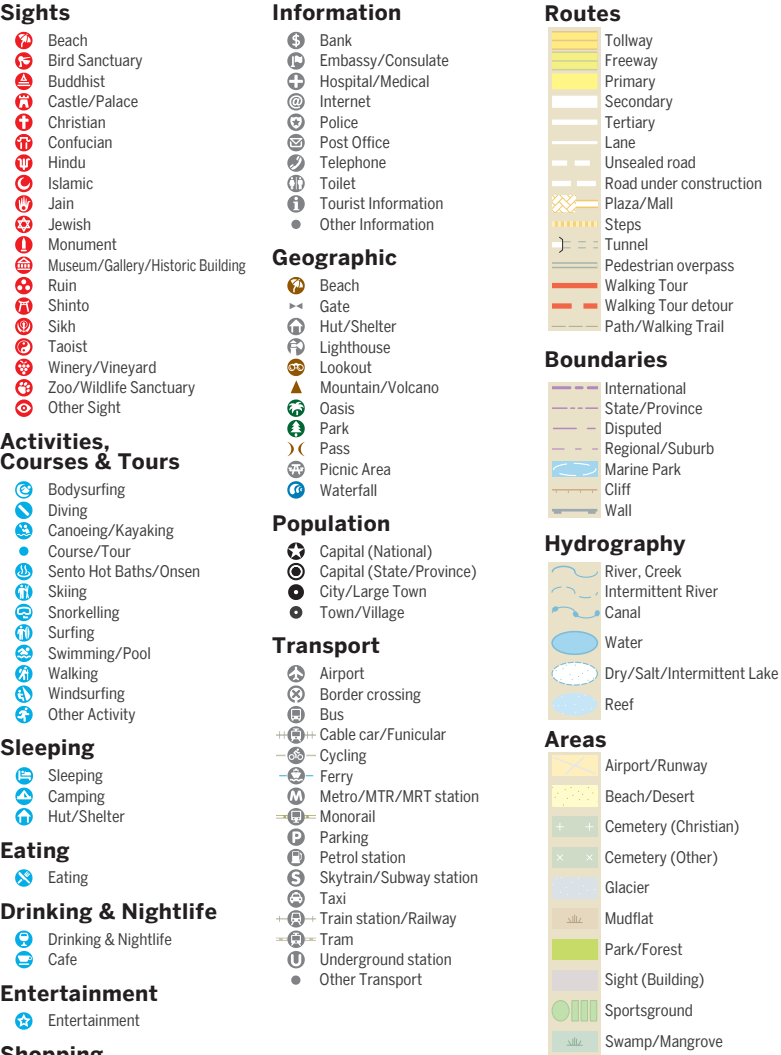 Sights
Beach
Bird Sanctuary
Buddhist
Castle/Palace
Christian
Confucian
Hindu
Islamic
Jain
Jewish
Monument
Museum/Gallery/Historic Building
Ruin
Shinto
Sikh
Taoist
Winery/Vineyard
Zoo/Wildlife Sanctuary
Other Sight
Activities,
Courses & Tours
Bodysurfing
Diving
Canoeing/Kayaking
Course/Tour
Sento Hot Baths/Onsen
Skiing
Snorkelling
Surfing
Swimming/Pool
Walking
Windsurfing
Other Activity
Sleeping
Sleeping
Camping
Hut/Shelter
Eating
Eating
Drinking & Nightlife
Drinking & Nightlife
Cafe
Entertainment
Entertainment
Shopping
Information
Bank
Embassy/Consulate
Hospital/Medical
Internet
Police
Post Office
Telephone
Toilet
Tourist Information
Other Information
Geographic
Beach
Gate
Hut/Shelter
Lighthouse
Lookout
Mountain/Volcano
Oasis
Park
Pass
Picnic Area
Waterfall
Population
Capital (National)
Capital (State/Province)
City/Large Town
Town/Village
Transport
Airport
Border crossing
Bus
Cable car/Funicular
Cycling
Ferry
Metro/MTR/MRT station
Monorail
Parking
Petrol station
Skytrain/Subway station
Taxi
Train station/Railway
Tram
Underground station
Other Transport
Routes
Tollway
Freeway
Primary
Secondary
Tertiary
Lane
Unsealed road
Road under construction
Plaza/Mall
Steps
Tunnel
Pedestrian overpass
Walking Tour
Walking Tour detour
Path/Walking Trail
Boundaries
International
State/Province
Disputed
Regional/Suburb
Marine Park
Cliff
Wall
Hydrography
River, Creek
Intermittent River
Canal
Water
Dry/Salt/Intermittent Lake
Reef
Areas
Airport/Runway
Beach/Desert
Cemetery (Christian)
Cemetery (Other)
Glacier
Mudflat
Park/Forest
Sight (Building)
Sportsground
Swamp/Mangrove